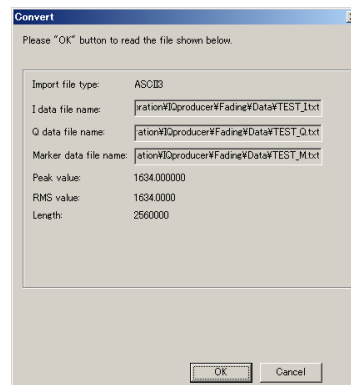 Convert
Please "OK" button to read the file shown below.
Import file type: ASCII3
I data file name: ration¥IQproducer¥Fading¥Data¥TEST_I.txt
Q data file name: ration¥IQproducer¥Fading¥Data¥TEST_Q.txt
Marker data file name: ation¥IQproducer¥Fading¥Data¥TEST_M.txt
Peak value: 1634.000000
RMS value: 1634.0000
Length: 2560000
OK Cancel